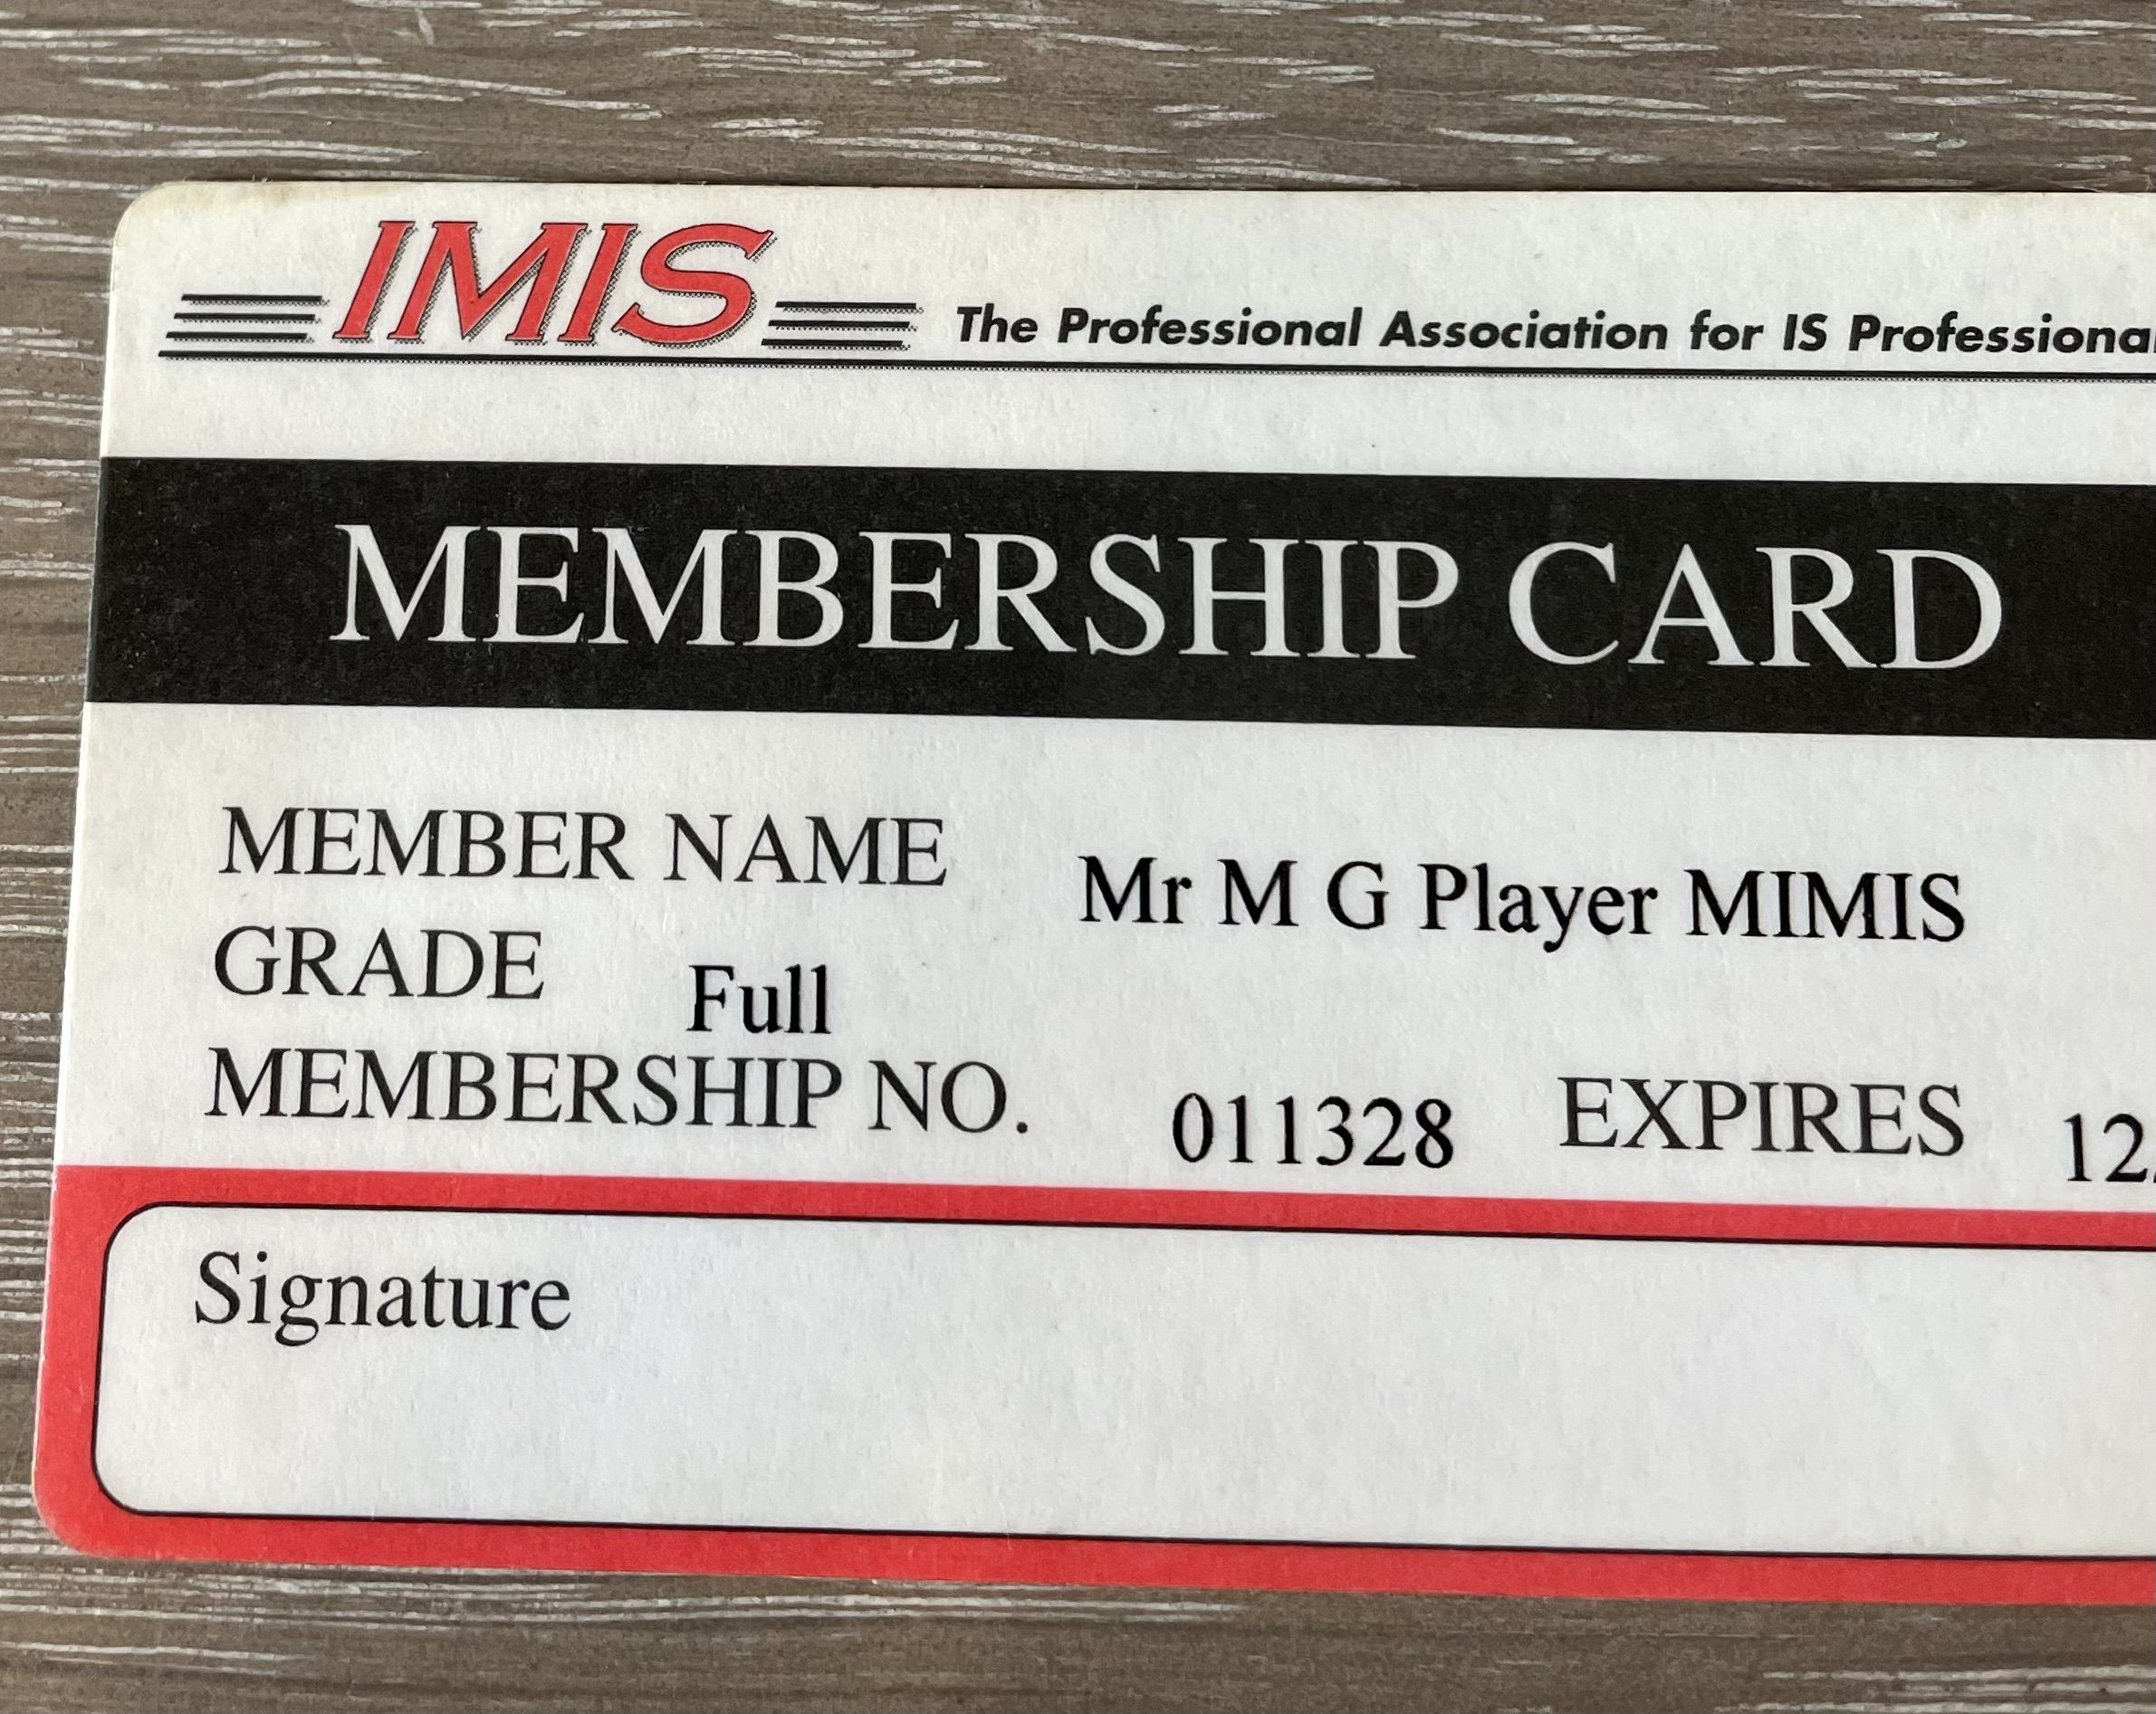 IMIS The Professional Association for IS Professiona
MEMBERSHIP CARD
MEMBER NAME Mr M G Player MIMIS
GRADE Full
MEMBERSHIP NO. 011328 EXPIRES 12
Signature